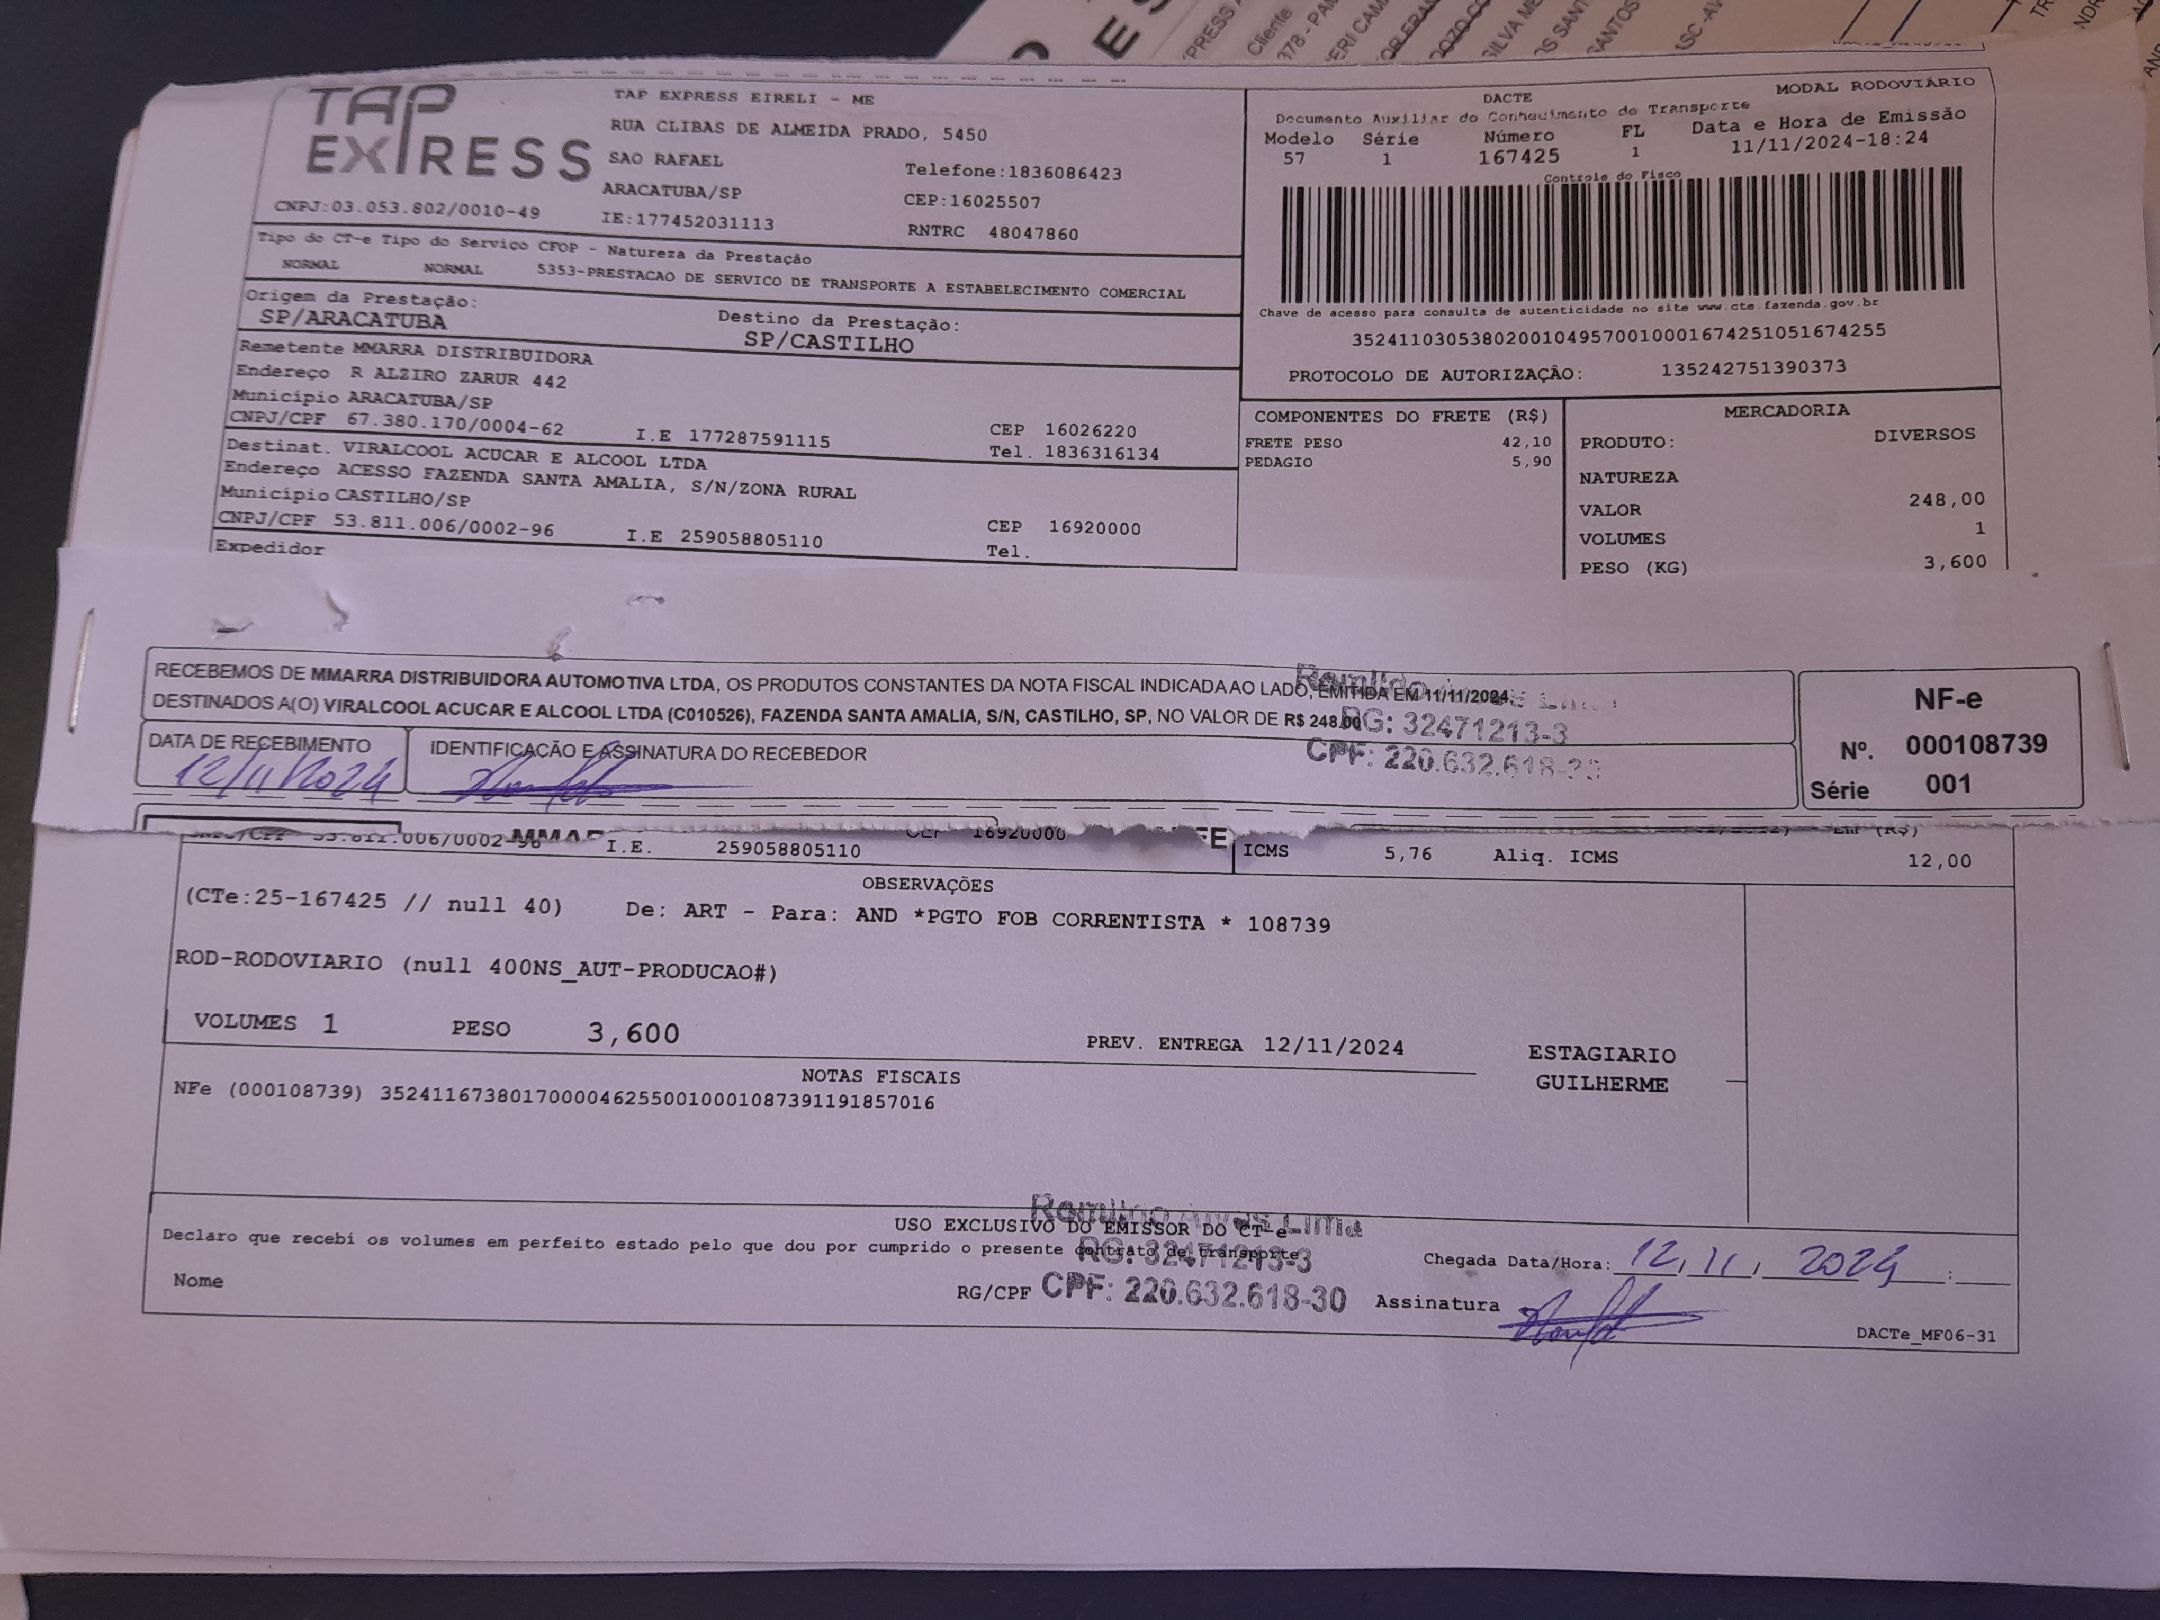 TAP EXPRESS
TAP EXPRESS EIRELI - ME
RUA CLIBAS DE ALMEIDA PRADO, 5450
SAO RAFAEL
Telefone:1836086423
ARACATUBA/SP
CEP:16025507
CNPJ:03.053.802/0010-49
IE:177452031113
RNTRC 48047860
Tipo do CT-e Tipo do Serviço CFOP - Natureza da Prestação
NORMAL NORMAL 5353-PRESTACAO DE SERVICO DE TRANSPORTE A ESTABELECIMENTO COMERCIAL
Origem da Prestação:
SP/ARACATUBA
Destino da Prestação:
SP/CASTILHO
Remetente MMARRA DISTRIBUIDORA
Endereço R ALZIRO ZARUR 442
Município ARACATUBA/SP
CNPJ/CPF 67.380.170/0004-62 I.E 177287591115
CEP 16026220
Tel. 1836316134
Destinat. VIRALCOOL ACUCAR E ALCOOL LTDA
Endereço ACESSO FAZENDA SANTA AMALIA, S/N/ZONA RURAL
Município CASTILHO/SP
CNPJ/CPF 53.811.006/0002-96 I.E 259058805110
CEP 16920000
Tel.
Expedidor
MODAL RODOVIÁRIO
DACTE
Documento Auxiliar do Conhecimento de Transporte
Modelo Série Número FL Data e Hora de Emissão
57 1 167425 1 11/11/2024-18:24
Controle do Fisco
Chave de acesso para consulta de autenticidade no site www.cte.fazenda.gov.br
35241103053802001049570010001674251051674255
PROTOCOLO DE AUTORIZAÇÃO: 135242751390373
COMPONENTES DO FRETE (R$)
FRETE PESO 42,10
PEDAGIO 5,90
MERCADORIA
PRODUTO: DIVERSOS
NATUREZA
VALOR 248,00
VOLUMES 1
PESO (KG) 3,600
RECEBEMOS DE MMARRA DISTRIBUIDORA AUTOMOTIVA LTDA, OS PRODUTOS CONSTANTES DA NOTA FISCAL INDICADA AO LADO, EMITIDA EM 11/11/2024
DESTINADOS A(O) VIRALCOOL ACUCAR E ALCOOL LTDA (C010526), FAZENDA SANTA AMALIA, S/N, CASTILHO, SP, NO VALOR DE R$ 248.00
RG: 32471213-3
CPF: 220.632.618-30
DATA DE RECEBIMENTO
12/11/2024
IDENTIFICAÇÃO E ASSINATURA DO RECEBEDOR
NF-e
Nº. 000108739
Série 001
CNPJ/CPF 53.811.006/0002-96
CEP 16920000
I.E. 259058805110
ICMS 5,76 Aliq. ICMS 12,00
OBSERVAÇÕES
(CTe:25-167425 // null 40) De: ART - Para: AND *PGTO FOB CORRENTISTA * 108739
ROD-RODOVIARIO (null 400NS_AUT-PRODUCAO#)
VOLUMES 1 PESO 3,600
PREV. ENTREGA 12/11/2024
ESTAGIARIO
GUILHERME
NOTAS FISCAIS
NFe (000108739) 35241167380170000462550010001087391191857016
Romildo Alves Lima
USO EXCLUSIVO DO EMISSOR DO CT-e
Declaro que recebi os volumes em perfeito estado pelo que dou por cumprido o presente contrato de transporte
RG: 32471213-3
Chegada Data/Hora: 12, 11, 2024 :
Nome
RG/CPF CPF: 220.632.618-30
Assinatura
DACTe_MF06-31